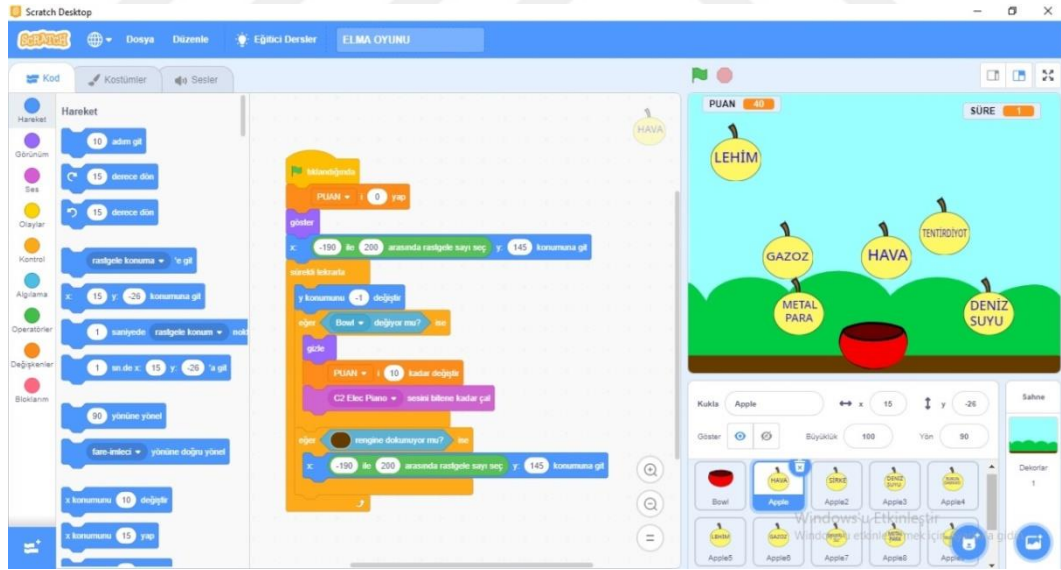 Scratch Desktop
SCRATCH
Dosya Düzenle Eğitici Dersler ELMA OYUNU
Kod Kostümler Sesler
Hareket
Görünüm
Ses
Olaylar
Kontrol
Algılama
Operatörler
Değişkenler
Bloklarım
Hareket
10 adım git
15 derece dön
15 derece dön
rastgele konuma 'e git
x: 15 y: -26 konumuna git
1 saniyede rastgele konum
1 sn.de x: 15 y: -26 'a git
90 yönüne yönel
fare-imleci yönüne doğru yönel
x konumunu 10 değiştir
x konumunu 15 yap
HAVA
tıklandığında
PUAN i 0 yap
göster
x: -190 ile 200 arasında rastgele sayı seç y: 145 konumuna git
sürekli tekrarla
y konumunu -1 değiştir
eğer Bowl değiyor mu? ise
gizle
PUAN i 10 kadar değiştir
C2 Elec Piano sesini bitene kadar çal
eğer rengine dokunuyor mu? ise
x: -190 ile 200 arasında rastgele sayı seç y: 145 konumuna git
PUAN 40
SÜRE 1
LEHİM
TENTİRDİYOT
GAZOZ
HAVA
METAL
PARA
DENİZ
SUYU
Kukla Apple x 15 y -26
Göster Büyüklük 100 Yön 90
Sahne
Dekorlar
1
HAVA
SİRKE
DENİZ
SUYU
Bowl Apple Apple2 Apple3 Apple4
LEHİM
GAZOZ
METAL
PARA
Apple5 Apple6 Apple7 Apple8
Windows'u Etkinleştir